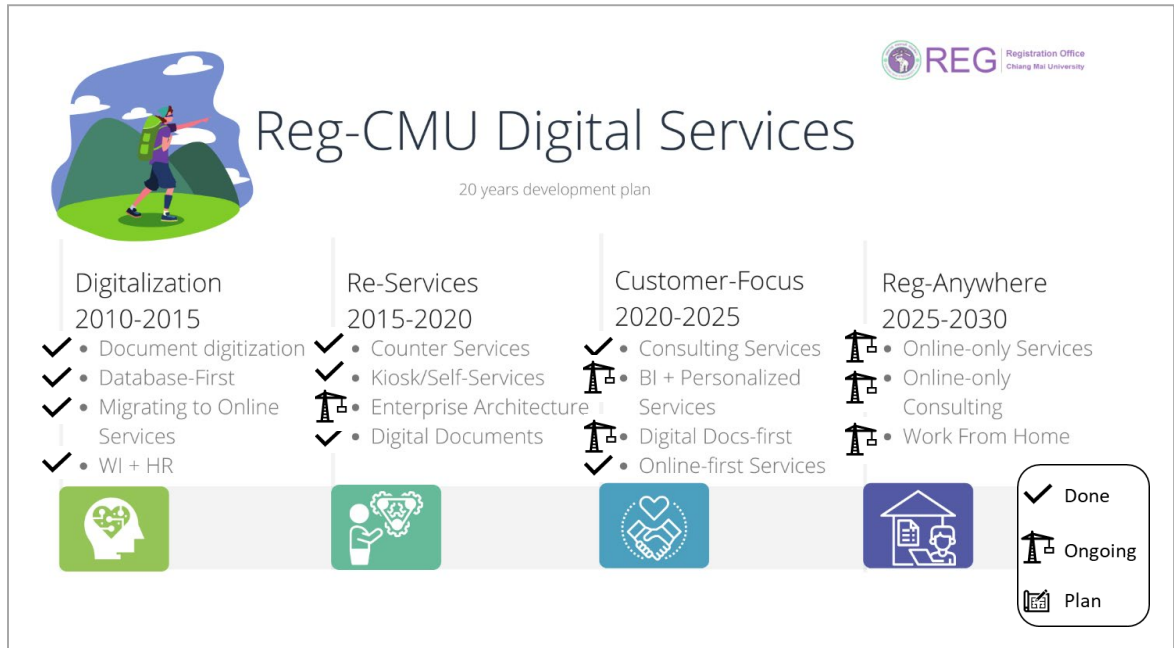 REG
Registration Office
Chiang Mai University
Reg-CMU Digital Services
20 years development plan
Digitalization
2010-2015
• Document digitization
• Database-First
• Migrating to Online
Services
• WI + HR
Re-Services
2015-2020
• Counter Services
• Kiosk/Self-Services
• Enterprise Architecture
• Digital Documents
Customer-Focus
2020-2025
• Consulting Services
• BI + Personalized
Services
• Digital Docs-first
• Online-first Services
Reg-Anywhere
2025-2030
• Online-only Services
• Online-only
Consulting
• Work From Home
Done
Ongoing
Plan